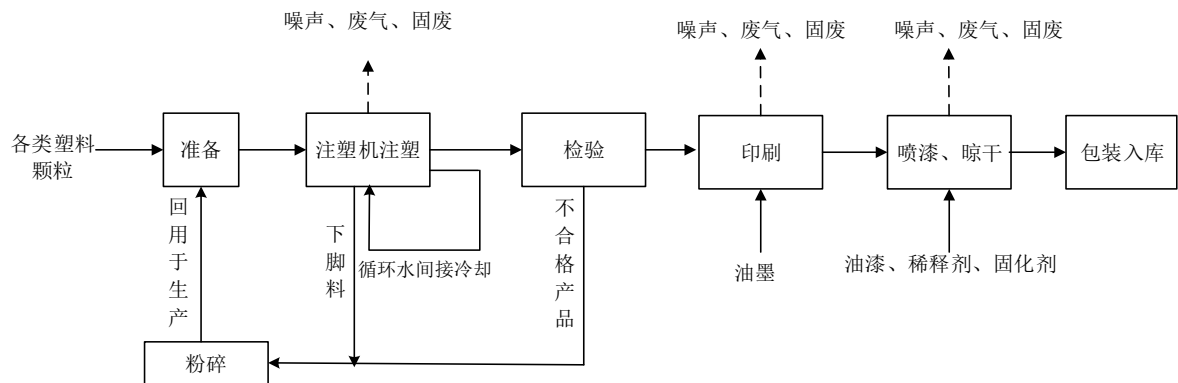 噪声、废气、固废
噪声、废气、固废
噪声、废气、固废
各类塑料
颗粒
准备
注塑机注塑
检验
印刷
喷漆、晾干
包装入库
回用于生产
下脚料
循环水间接冷却
不合格产品
油墨
油漆、稀释剂、固化剂
粉碎